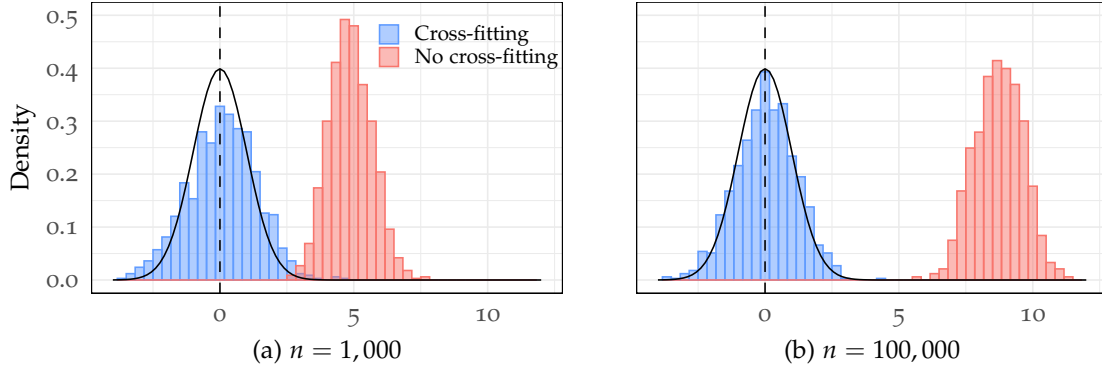 0.5
0.4
0.3
0.2
0.1
0.0
Density
Cross-fitting
No cross-fitting
0 5 10
0 5 10
(a) n = 1,000
(b) n = 100,000